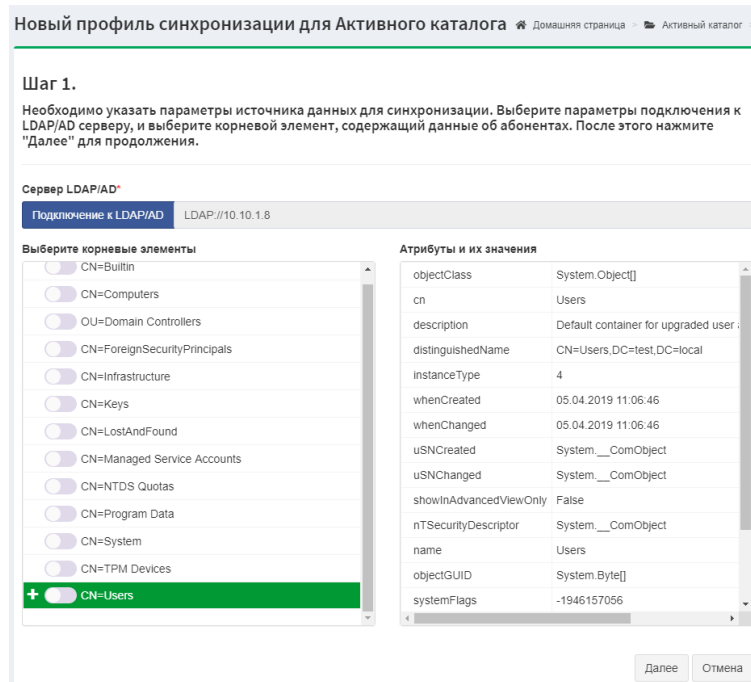 Новый профиль синхронизации для Активного каталога Домашняя страница > Активный каталог >
Шаг 1.
Необходимо указать параметры источника данных для синхронизации. Выберите параметры подключения к
LDAP/AD серверу, и выберите корневой элемент, содержащий данные об абонентах. После этого нажмите
"Далее" для продолжения.
Сервер LDAP/AD*
Подключение к LDAP/AD LDAP://10.10.1.8
Выберите корневые элементы
CN=Builtin
CN=Computers
OU=Domain Controllers
CN=ForeignSecurityPrincipals
CN=Infrastructure
CN=Keys
CN=LostAndFound
CN=Managed Service Accounts
CN=NTDS Quotas
CN=Program Data
CN=System
CN=TPM Devices
CN=Users
Атрибуты и их значения
objectClass System.Object[]
cn Users
description Default container for upgraded user
distinguishedName CN=Users,DC=test,DC=local
instanceType 4
whenCreated 05.04.2019 11:06:46
whenChanged 05.04.2019 11:06:46
uSNCreated System.__ComObject
uSNChanged System.__ComObject
showInAdvancedViewOnly False
nTSecurityDescriptor System.__ComObject
name Users
objectGUID System.Byte[]
systemFlags -1946157056
Далее Отмена